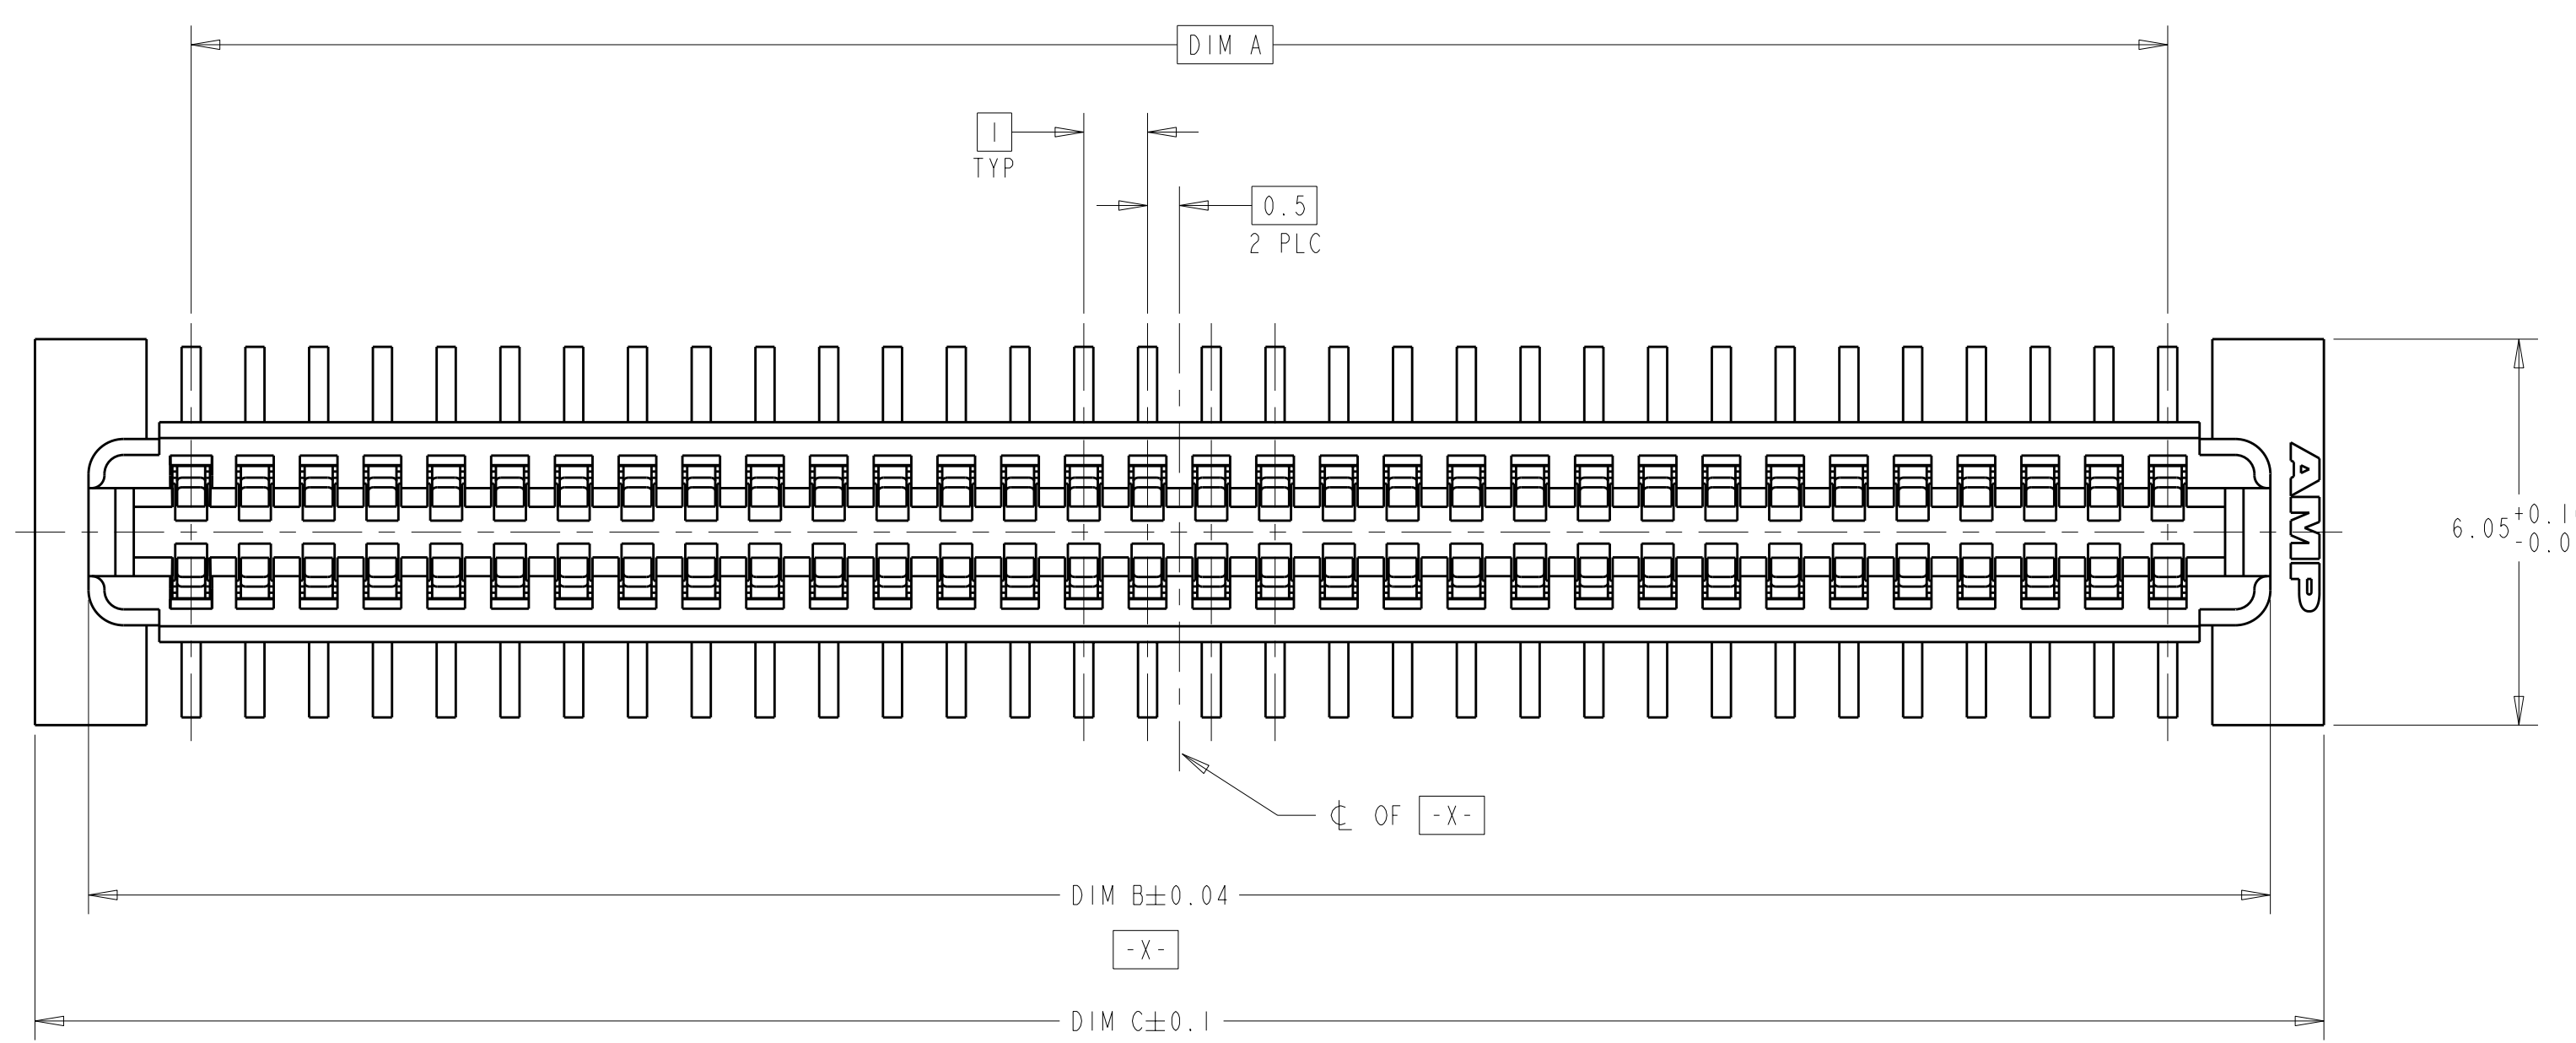 DIM A
1
TYP
0.5
2 PLC
AMP
6.05
+0.1
-0.0
℄ OF -X-
DIM B±0.04
-X-
DIM C±0.1